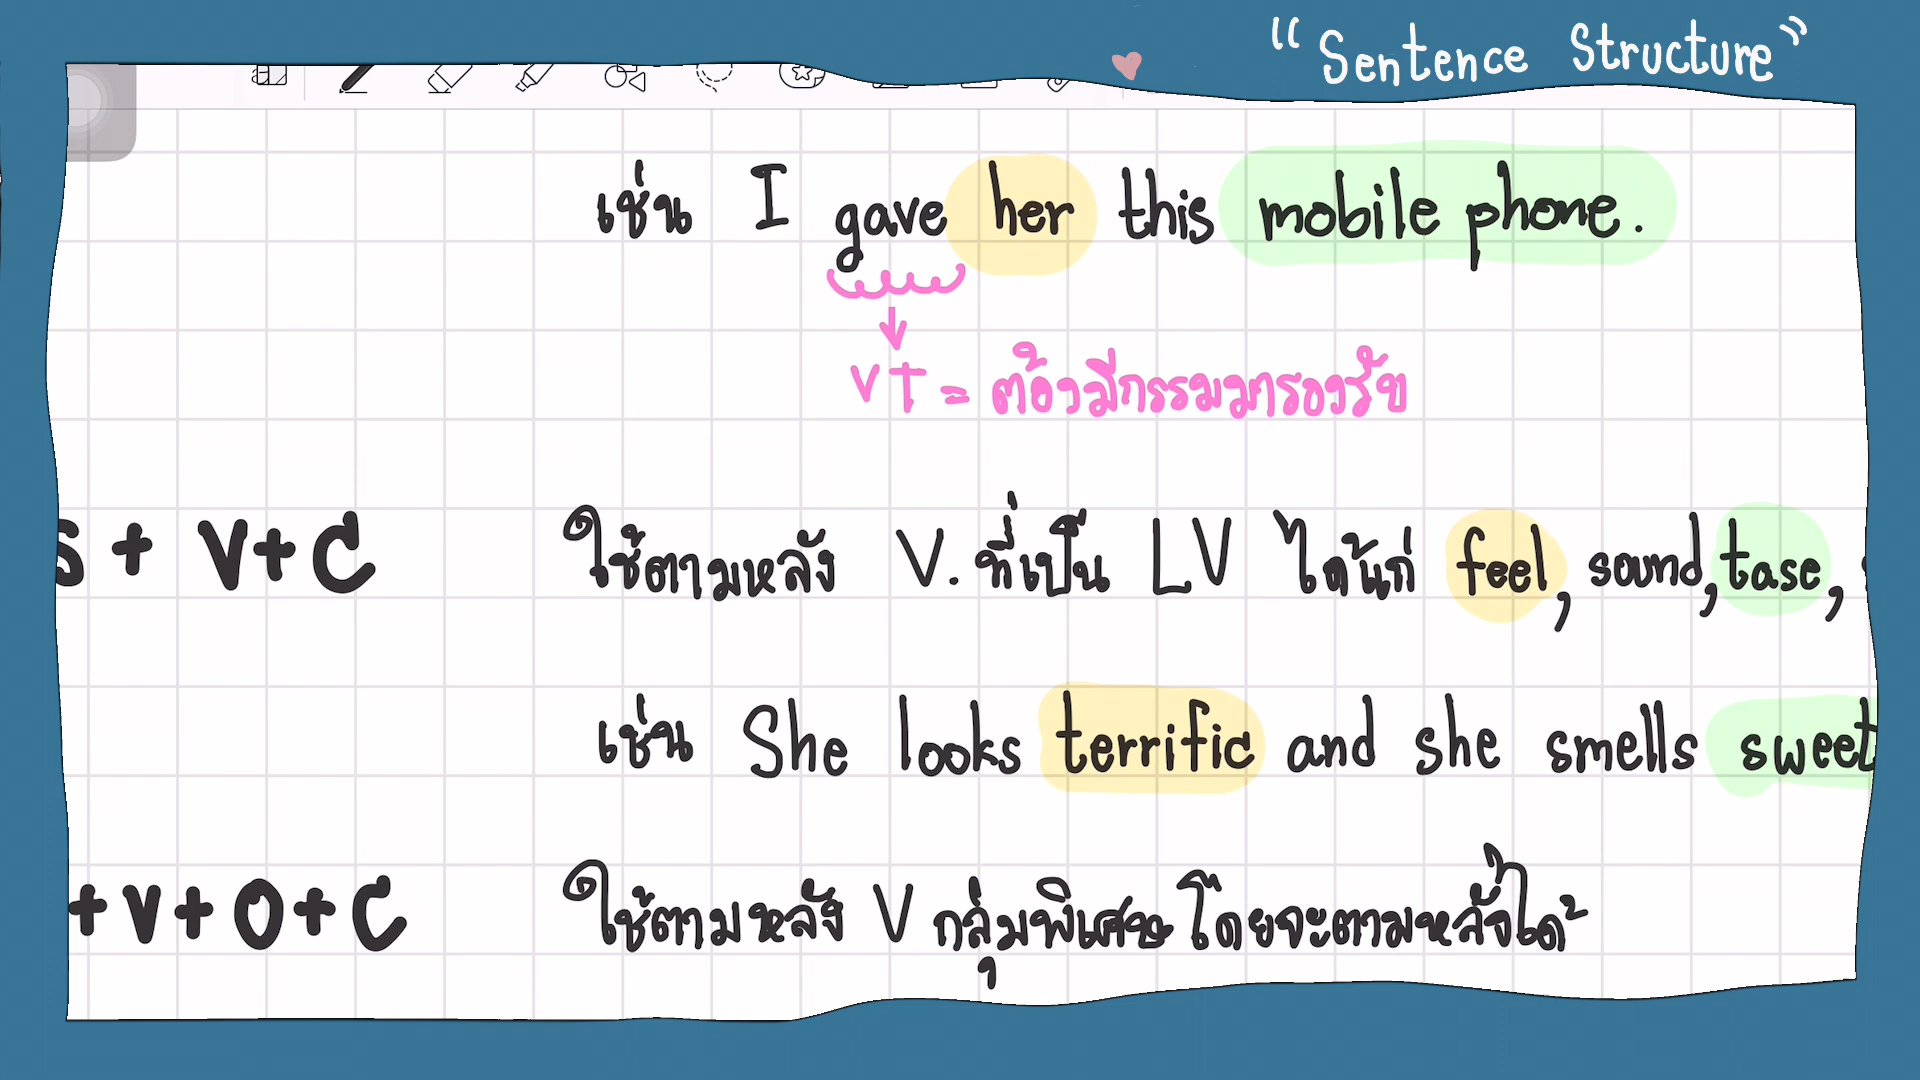 “Sentence Structure”
เช่น I gave her this mobile phone.
VT = ต้องมีกรรมมารองรับ
S + V + C ใช้ตามหลัง V. ที่เป็น LV ได้แก่ feel, sound, tase,
เช่น She looks terrific and she smells sweet
+ V + O + C ใช้ตามหลัง V กลุ่มพิเศษ โดยจะตามหลังได้